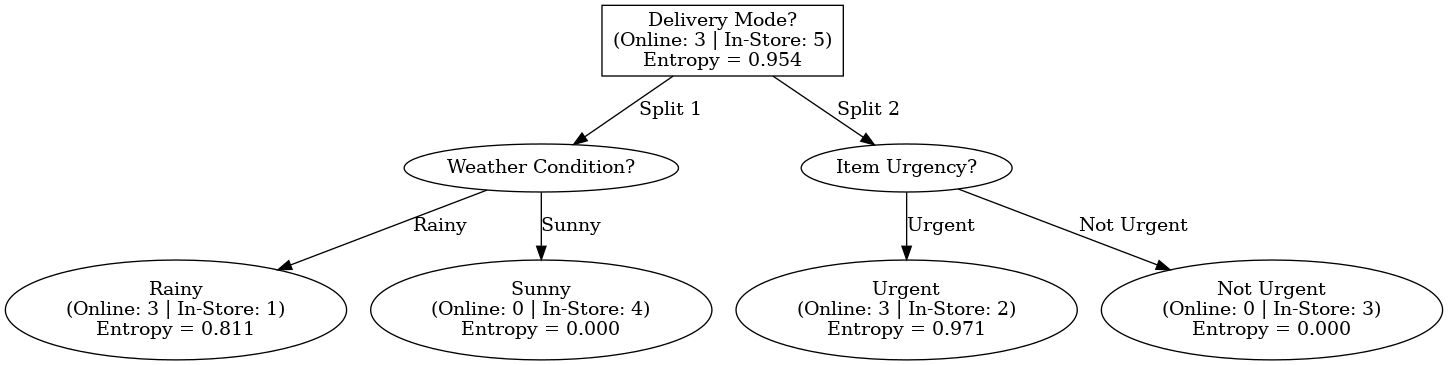 Delivery Mode?
(Online: 3 | In-Store: 5)
Entropy = 0.954
Split 1
Split 2
Weather Condition?
Item Urgency?
Rainy
Sunny
Urgent
Not Urgent
Rainy
(Online: 3 | In-Store: 1)
Entropy = 0.811
Sunny
(Online: 0 | In-Store: 4)
Entropy = 0.000
Urgent
(Online: 3 | In-Store: 2)
Entropy = 0.971
Not Urgent
(Online: 0 | In-Store: 3)
Entropy = 0.000